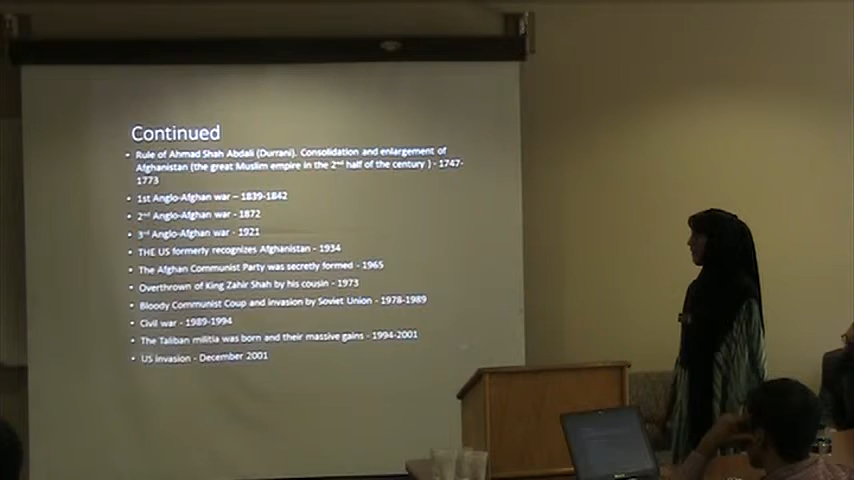 Continued
• Rule of Ahmad Shah Abdali (Durrani). Consolidation and enlargement of
Afghanistan (the great Muslim empire in the 2nd half of the century ) - 1747-
1773
• 1st Anglo-Afghan war – 1839-1842
• 2nd Anglo-Afghan war - 1872
• 3rd Anglo-Afghan war - 1921
• THE US formerly recognizes Afghanistan - 1934
• The Afghan Communist Party was secretly formed - 1965
• Overthrown of King Zahir Shah by his cousin - 1973
• Bloody Communist Coup and invasion by Soviet Union - 1978-1989
• Civil war - 1989-1994
• The Taliban militia was born and their massive gains - 1994-2001
• US invasion - December 2001